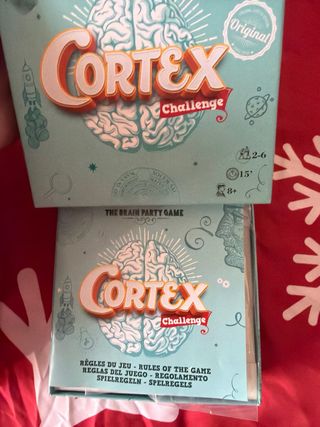 Original
CORTEX
Challenge
2-6
15'
8+
THE BRAIN PARTY GAME
CORTEX
Challenge
RÈGLES DU JEU - RULES OF THE GAME
REGLAS DEL JUEGO - REGOLAMENTO
SPIELREGELN - SPELREGELS